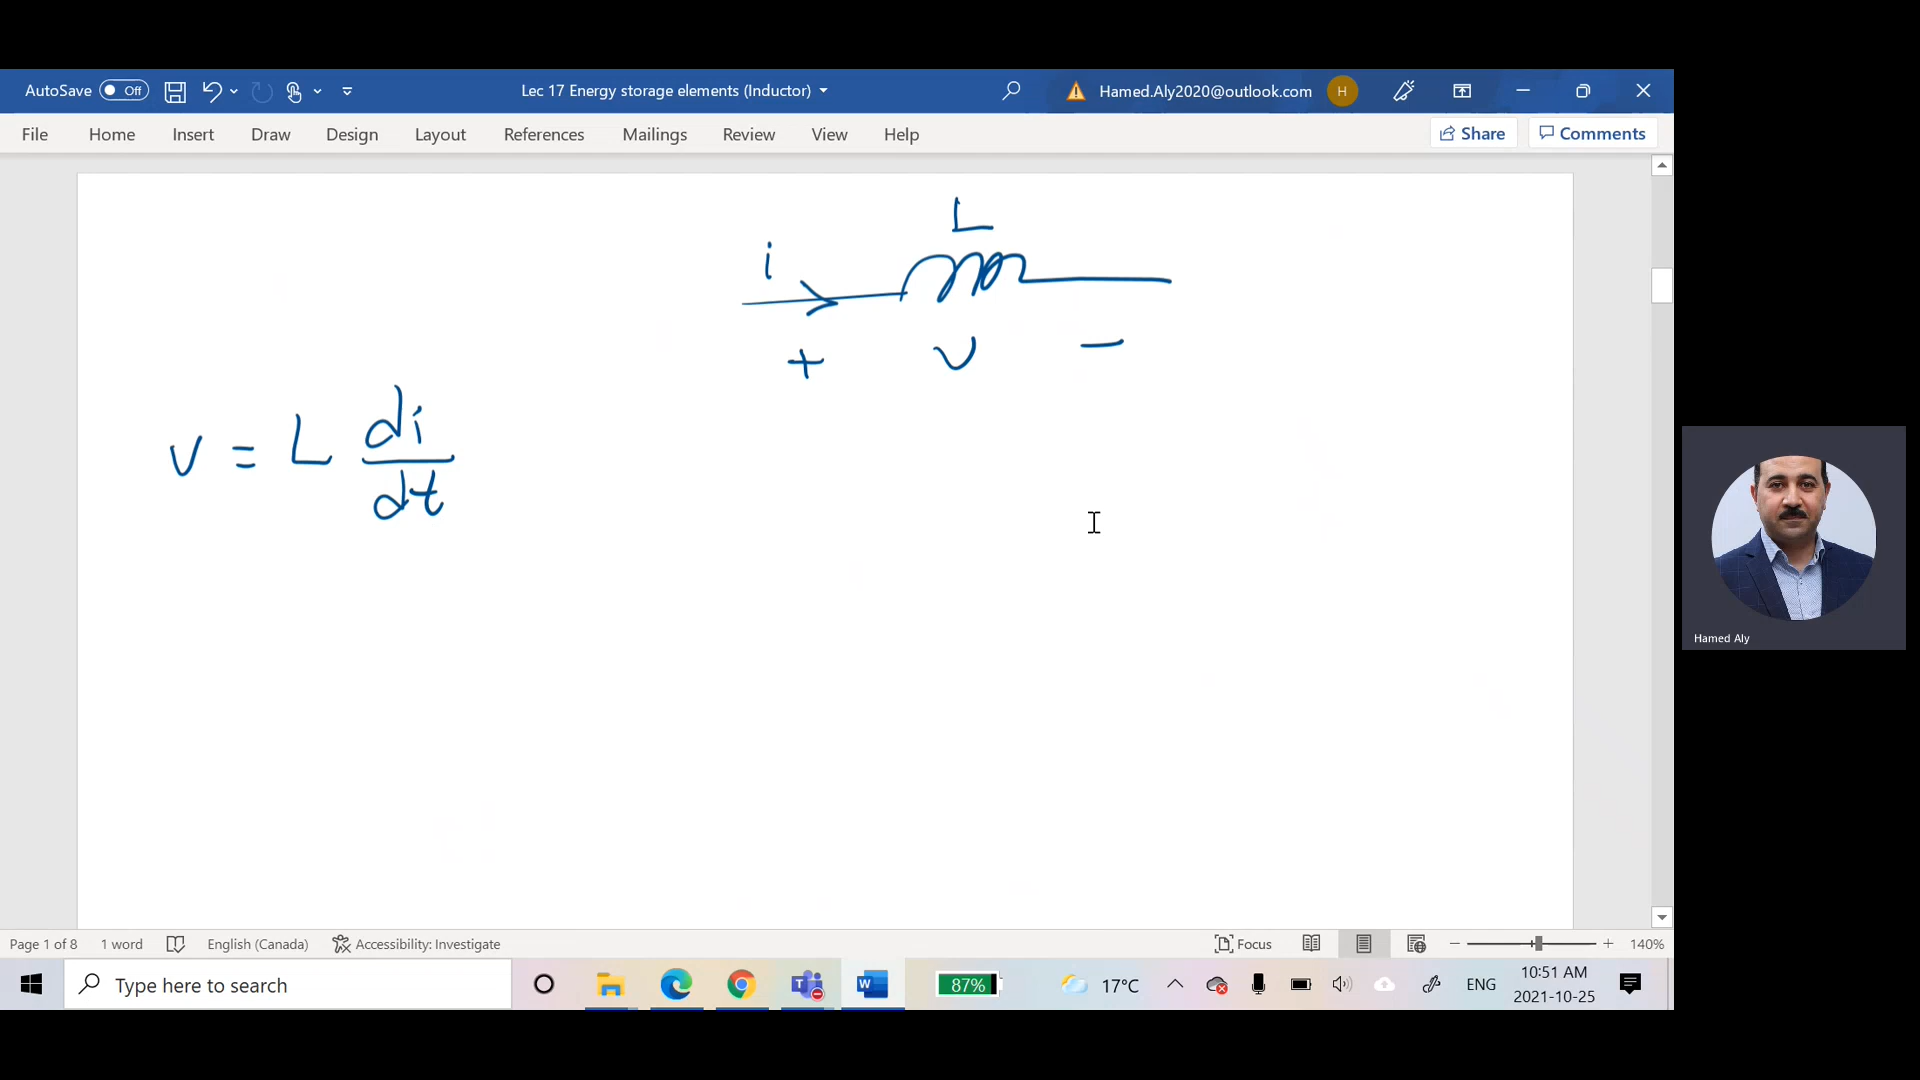 AutoSave Off Lec 17 Energy storage elements (Inductor) Hamed.Aly2020@outlook.com H
File Home Insert Draw Design Layout References Mailings Review View Help Share Comments
L
i
+ v −
v = L di/dt
Hamed Aly
Page 1 of 8 1 word English (Canada) Accessibility: Investigate Focus 140%
Type here to search 87% 17°C ENG 10:51 AM
2021-10-25